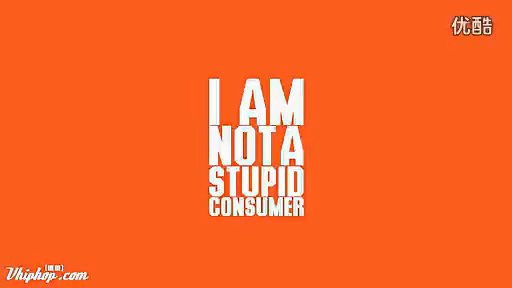 优酷
I AM
NOT A
STUPID
CONSUMER
Vhiphop.com